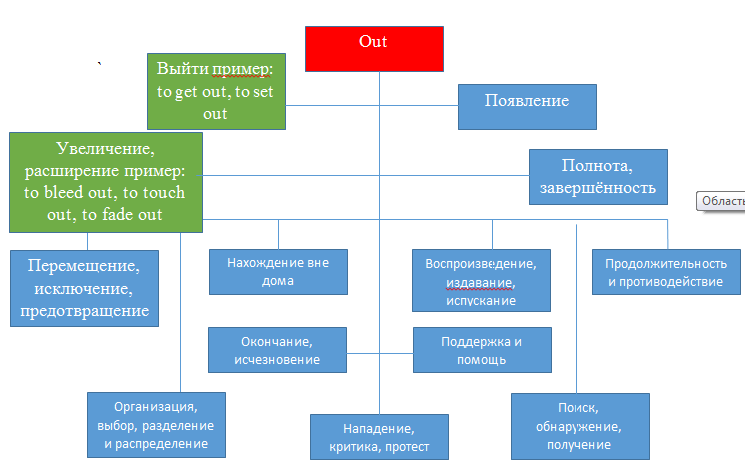 Out
Выйти пример:
to get out, to set
out
Появление
Увеличение,
расширение пример:
to bleed out, to touch
out, to fade out
Полнота,
завершённость
Область
Перемещение,
исключение,
предотвращение
Нахождение вне
дома
Воспроизведение,
издавание,
испускание
Продолжительность
и противодействие
Окончание,
исчезновение
Поддержка и
помощь
Организация,
выбор, разделение
и распределение
Нападение,
критика, протест
Поиск,
обнаружение,
получение